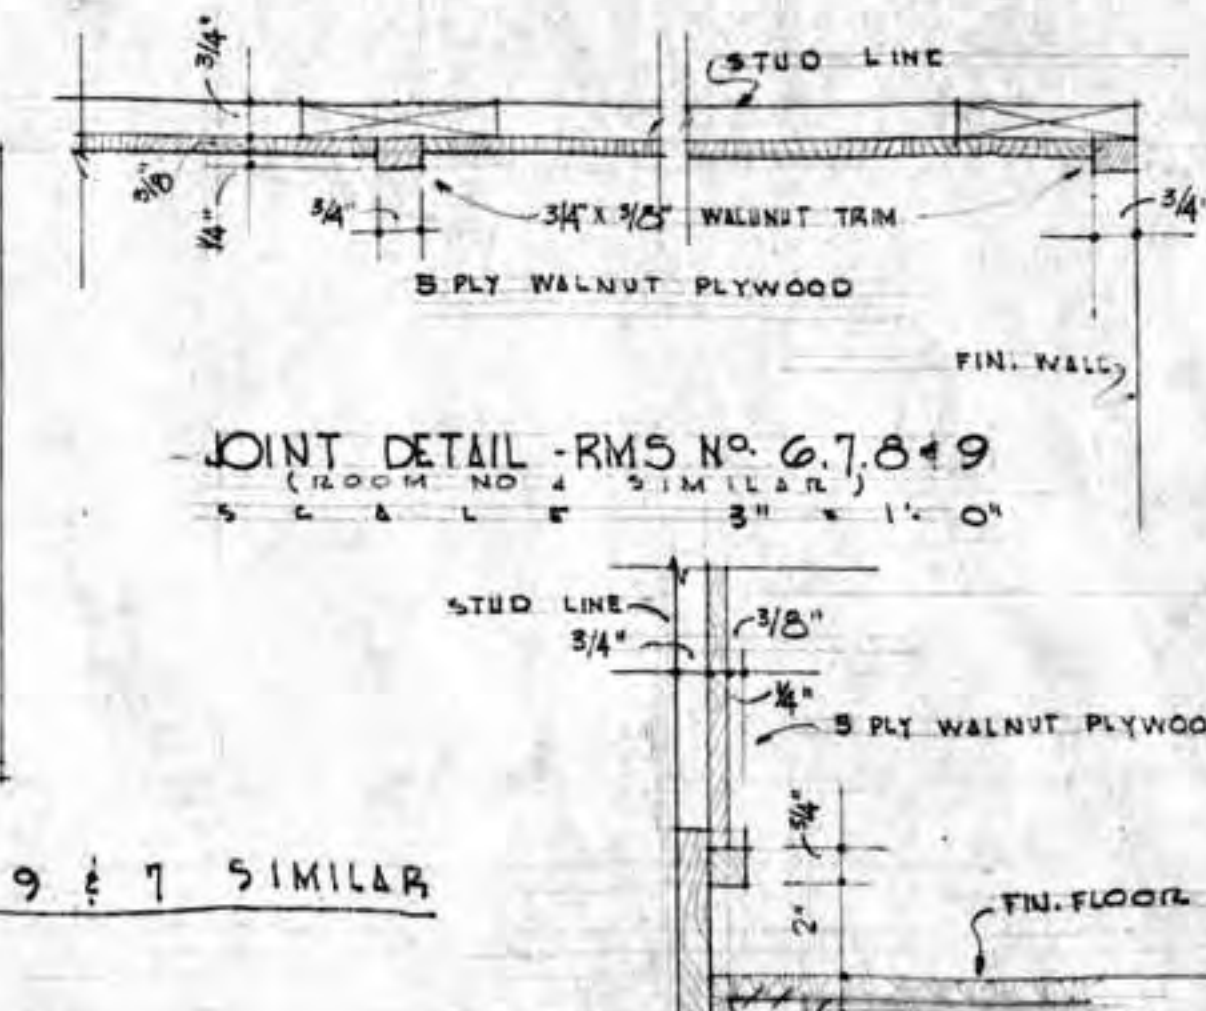 3/4"
STUD LINE
3/8"
1/4"
3/4"
3/4" X 3/8" WALUNUT TRIM
3/4"
5 PLY WALNUT PLYWOOD
FIN. WALL
JOINT DETAIL - RMS No. 6.7.8 & 9
(ROOM NO 4 SIMILAR)
SCALE 3" = 1'- 0"
STUD LINE
3/8"
3/4"
1/4"
5 PLY WALNUT PLYWOO
3/4"
9 & 7 SIMILAR
2"
FIN. FLOOR